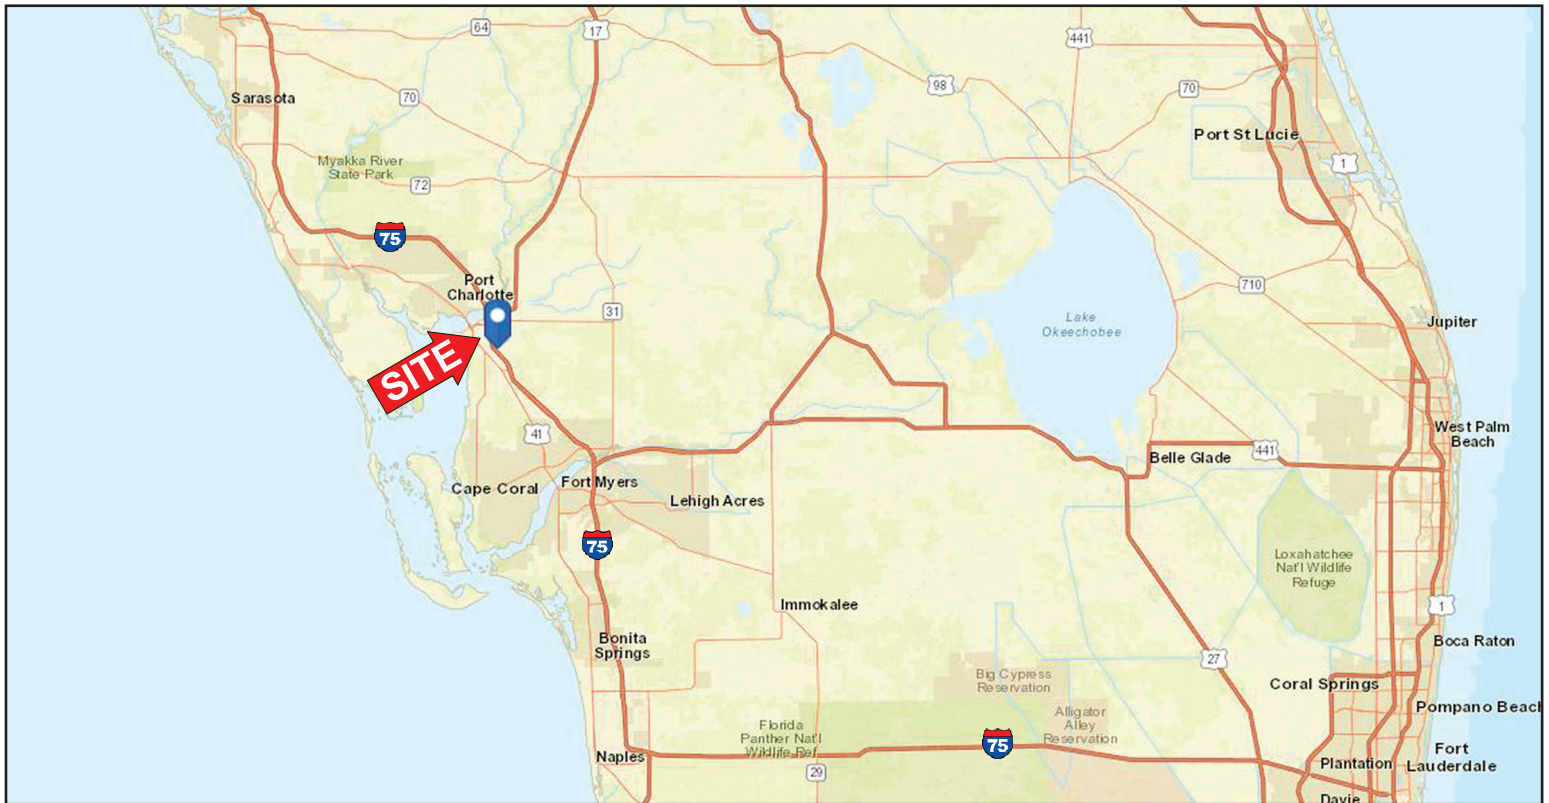 64
17
441
98
70
70
Sarasota
Port St Lucie
Myakka River
State Park
72
1
75
Port
Charlotte
31
710
Lake
Okeechobee
Jupiter
SITE
41
West Palm
Beach
441
Belle Glade
Fort Myers
Cape Coral
Lehigh Acres
75
Loxahatchee
Nat'l Wildlife
Refuge
Immokalee
1
Bonita
Springs
Boca Raton
27
Big Cypress
Reservation
Coral Springs
Pompano Beach
Alligator
Alley
Reservation
Florida
Panther Nat'l
Wildlife Ref
75
Naples
Fort
Lauderdale
Plantation
29
Davie